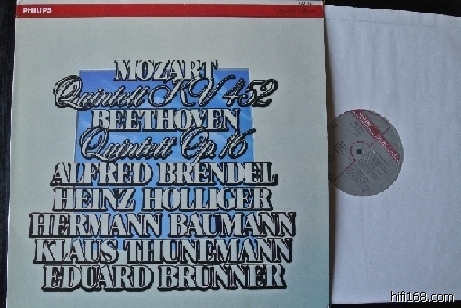 PHILIPS
MOZART
Quintett KV 452
BEETHOVEN
Quintett Op.16
ALFRED BRENDEL
HEINZ HOLLIGER
HERMANN BAUMANN
KLAUS THUNEMANN
EDUARD BRUNNER
hifi168.com